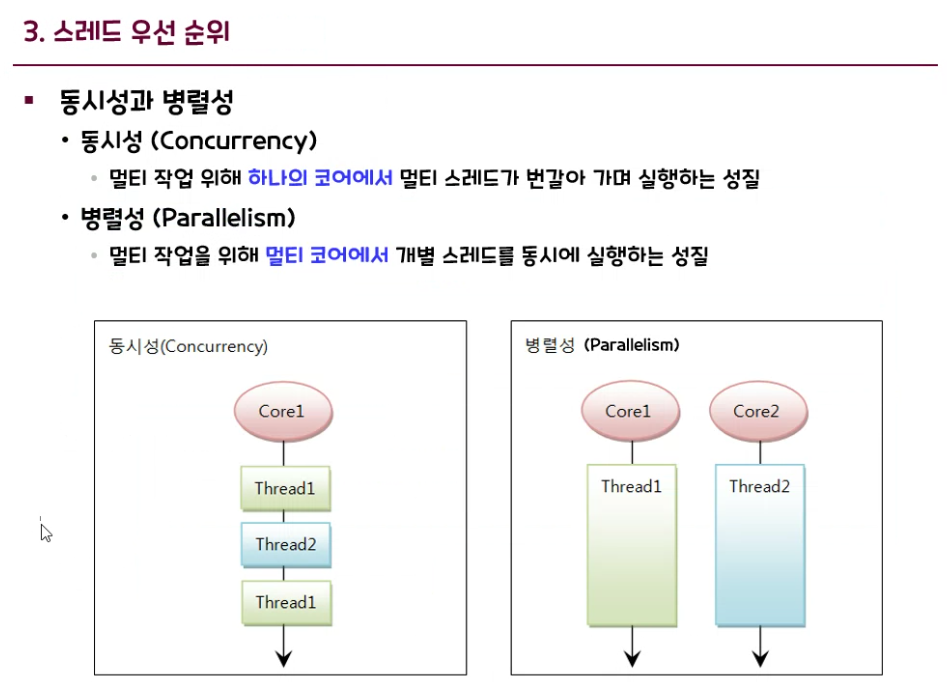 3. 스레드 우선 순위
▪ 동시성과 병렬성
• 동시성 (Concurrency)
• 멀티 작업 위해 하나의 코어에서 멀티 스레드가 번갈아 가며 실행하는 성질
• 병렬성 (Parallelism)
• 멀티 작업을 위해 멀티 코어에서 개별 스레드를 동시에 실행하는 성질
동시성(Concurrency)
Core1
Thread1
Thread2
Thread1
병렬성 (Parallelism)
Core1 Core2
Thread1 Thread2